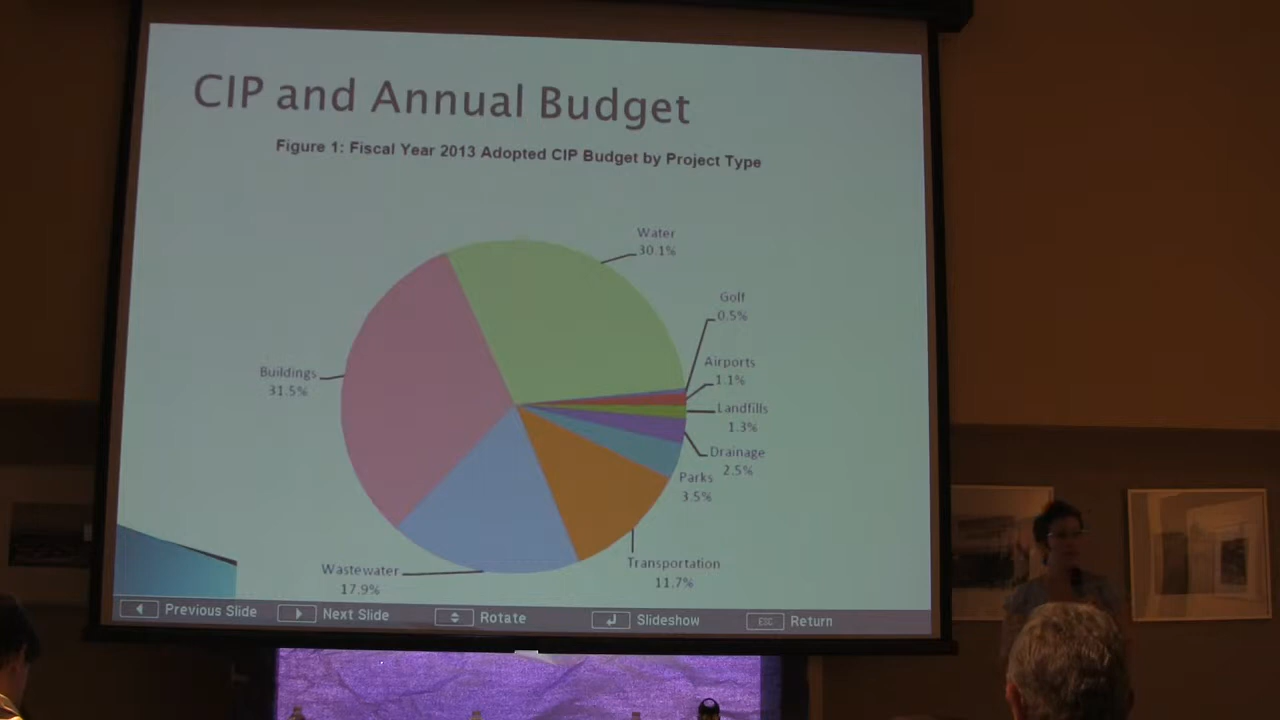 CIP and Annual Budget
Figure 1: Fiscal Year 2013 Adopted CIP Budget by Project Type
Water
30.1%
Golf
0.5%
Airports
1.1%
Buildings
31.5%
Landfills
1.3%
Drainage
2.5%
Parks
3.5%
Transportation
11.7%
Wastewater
17.9%
Previous Slide Next Slide Rotate Slideshow ESC Return